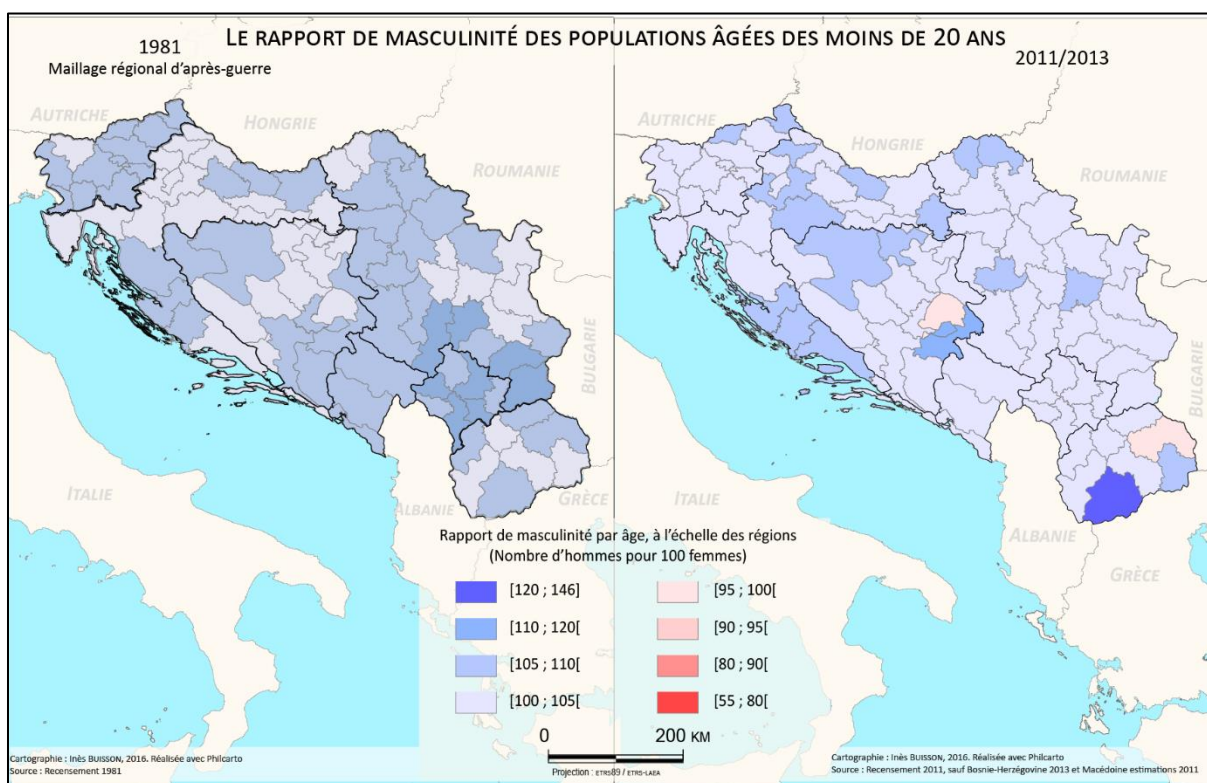 LE RAPPORT DE MASCULINITÉ DES POPULATIONS ÂGÉES DES MOINS DE 20 ANS
1981
Maillage régional d'après-guerre
2011/2013
AUTRICHE
HONGRIE
ROUMANIE
BULGARIE
ITALIE
ALBANIE
GRÈCE
AUTRICHE
HONGRIE
ROUMANIE
BULGARIE
ITALIE
ALBANIE
GRÈCE
Rapport de masculinité par âge, à l'échelle des régions
(Nombre d'hommes pour 100 femmes)
[120 ; 146]
[110 ; 120[
[105 ; 110[
[100 ; 105[
[95 ; 100[
[90 ; 95[
[80 ; 90[
[55 ; 80[
0 200 KM
Projection : ETRS89 / ETRS-LAEA
Cartographie : Inès BUISSON, 2016. Réalisée avec Philcarto
Source : Recensement 1981
Cartographie : Inès BUISSON, 2016. Réalisée avec Philcarto
Source : Recensement 2011, sauf Bosnie-Herzégovine 2013 et Macédoine estimations 2011